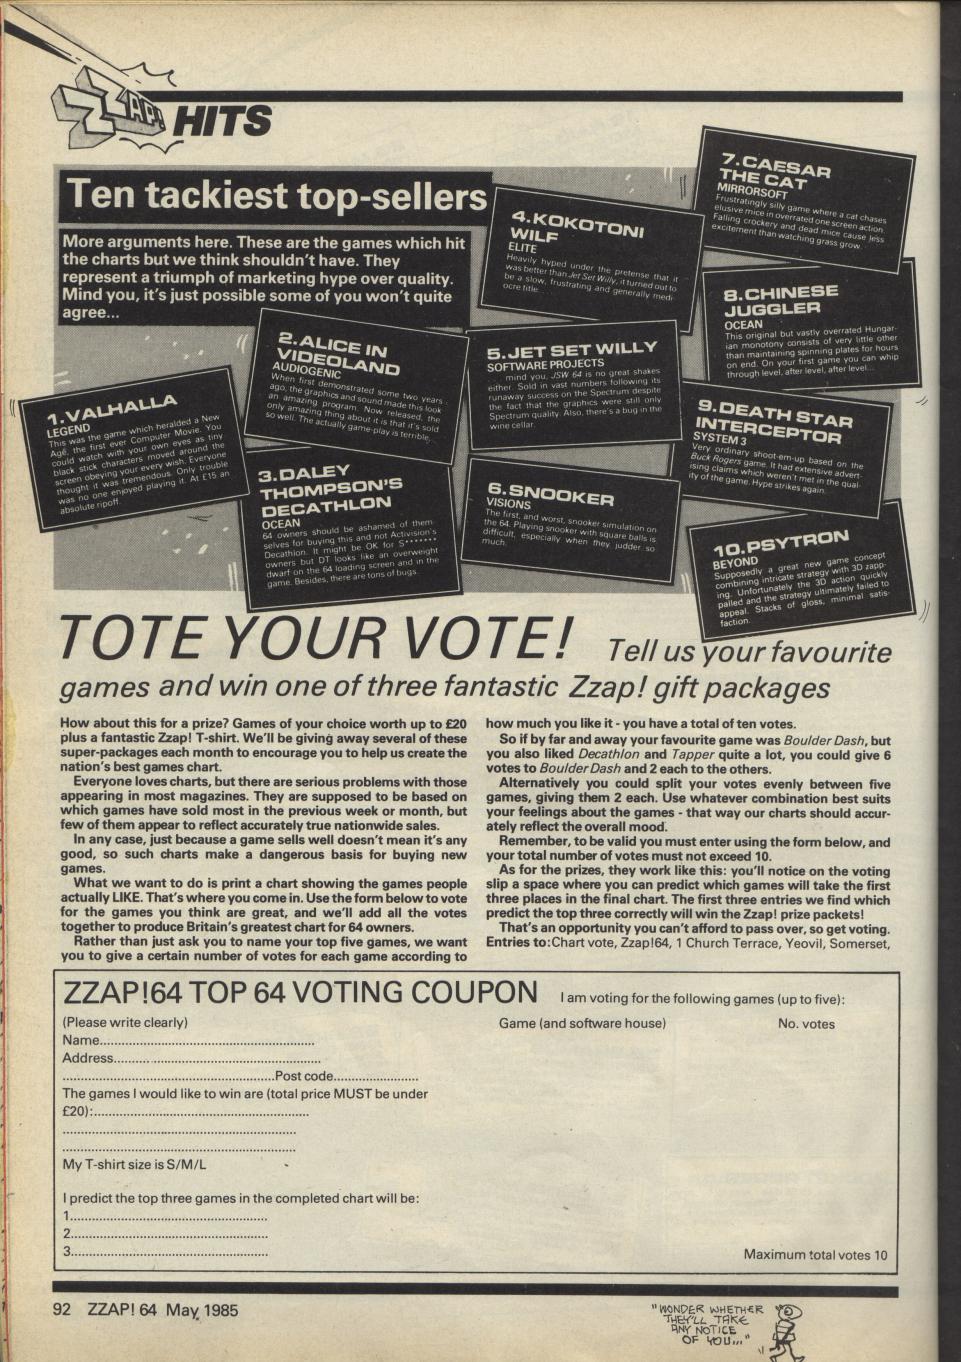 ZZAP! HITS
Ten tackiest top-sellers
More arguments here. These are the games which hit
the charts but we think shouldn't have. They
represent a triumph of marketing hype over quality.
Mind you, it's just possible some of you won't quite
agree...
1.VALHALLA
LEGEND
This was the game which heralded a New
Age, the first ever Computer Movie. You
could watch with your own eyes as tiny
black stick characters moved around the
screen obeying your every wish. Everyone
thought it was tremendous. Only trouble
was no one enjoyed playing it. At £15 an
absolute ripoff.
2.ALICE IN
VIDEOLAND
AUDIOGENIC
When first demonstrated some two years
ago, the graphics and sound made this look
an amazing program. Now released, the
only amazing thing about it is that it's sold
so well. The actually game-play is terrible.
3.DALEY
THOMPSON'S
DECATHLON
OCEAN
64 owners should be ashamed of them
selves for buying this and not Activision's
Decathlon. It might be OK for S*******
owners but DT looks like an overweight
dwarf on the 64 loading screen and in the
game. Besides, there are tons of bugs.
4.KOKOTONI
WILF
ELITE
Heavily hyped under the pretense that it
was better than Jet Set Willy, it turned out to
be a slow, frustrating and generally medi-
ocre title.
5.JET SET WILLY
SOFTWARE PROJECTS
... mind you, JSW 64 is no great shakes
either. Sold in vast numbers following its
runaway success on the Spectrum despite
the fact that the graphics were still only
Spectrum quality. Also, there's a bug in the
wine cellar.
6.SNOOKER
VISIONS
The first, and worst, snooker simulation on
the 64. Playing snooker with square balls is
difficult, especially when they judder so
much.
7.CAESAR
THE CAT
MIRRORSOFT
Frustratingly silly game where a cat chases
elusive mice in overrated one screen action.
Falling crockery and dead mice cause less
excitement than watching grass grow.
8.CHINESE
JUGGLER
OCEAN
This original but vastly overrated Hungar-
ian monotony consists of very little other
than maintaining spinning plates for hours
on end. On your first game you can whip
through level, after level, after level...
9.DEATH STAR
INTERCEPTOR
SYSTEM 3
Very ordinary shoot-em-up based on the
Buck Rogers game. It had extensive advert-
ising claims which weren't met in the qual-
ity of the game. Hype strikes again.
10.PSYTRON
BEYOND
Supposedly a great new game concept
combining intricate strategy with 3D zapp-
ing. Unfortunately the 3D action quickly
palled and the strategy ultimately failed to
appeal. Stacks of gloss, minimal satis-
faction.
TOTE YOUR VOTE! Tell us your favourite
games and win one of three fantastic Zzap! gift packages
How about this for a prize? Games of your choice worth up to £20
plus a fantastic Zzap! T-shirt. We'll be giving away several of these
super-packages each month to encourage you to help us create the
nation's best games chart.
Everyone loves charts, but there are serious problems with those
appearing in most magazines. They are supposed to be based on
which games have sold most in the previous week or month, but
few of them appear to reflect accurately true nationwide sales.
In any case, just because a game sells well doesn't mean it's any
good, so such charts make a dangerous basis for buying new
games.
What we want to do is print a chart showing the games people
actually LIKE. That's where you come in. Use the form below to vote
for the games you think are great, and we'll add all the votes
together to produce Britain's greatest chart for 64 owners.
Rather than just ask you to name your top five games, we want
you to give a certain number of votes for each game according to
how much you like it - you have a total of ten votes.
So if by far and away your favourite game was Boulder Dash, but
you also liked Decathlon and Tapper quite a lot, you could give 6
votes to Boulder Dash and 2 each to the others.
Alternatively you could split your votes evenly between five
games, giving them 2 each. Use whatever combination best suits
your feelings about the games - that way our charts should accur-
ately reflect the overall mood.
Remember, to be valid you must enter using the form below, and
your total number of votes must not exceed 10.
As for the prizes, they work like this: you'll notice on the voting
slip a space where you can predict which games will take the first
three places in the final chart. The first three entries we find which
predict the top three correctly will win the Zzap! prize packets!
That's an opportunity you can't afford to pass over, so get voting.
Entries to:Chart vote, Zzap!64, 1 Church Terrace, Yeovil, Somerset,
ZZAP!64 TOP 64 VOTING COUPON
I am voting for the following games (up to five):
(Please write clearly)
Game (and software house) No. votes
Name......................................................
Address....................................................
.....................................................Post code.....................
The games I would like to win are (total price MUST be under
£20):......................................................
..........................................................
..........................................................
My T-shirt size is S/M/L
I predict the top three games in the completed chart will be:
1.................................................
2.................................................
3.................................................
Maximum total votes 10
92 ZZAP! 64 May 1985
"WONDER WHETHER
THEY'LL TAKE
ANY NOTICE
OF YOU..."